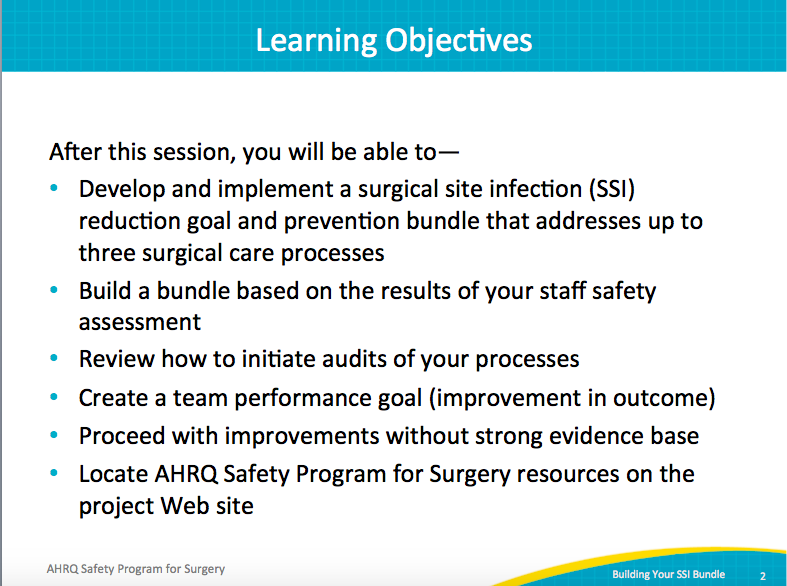 Learning Objectives
After this session, you will be able to—
• Develop and implement a surgical site infection (SSI)
reduction goal and prevention bundle that addresses up to
three surgical care processes
• Build a bundle based on the results of your staff safety
assessment
• Review how to initiate audits of your processes
• Create a team performance goal (improvement in outcome)
• Proceed with improvements without strong evidence base
• Locate AHRQ Safety Program for Surgery resources on the
project Web site
AHRQ Safety Program for Surgery
Building Your SSI Bundle 2